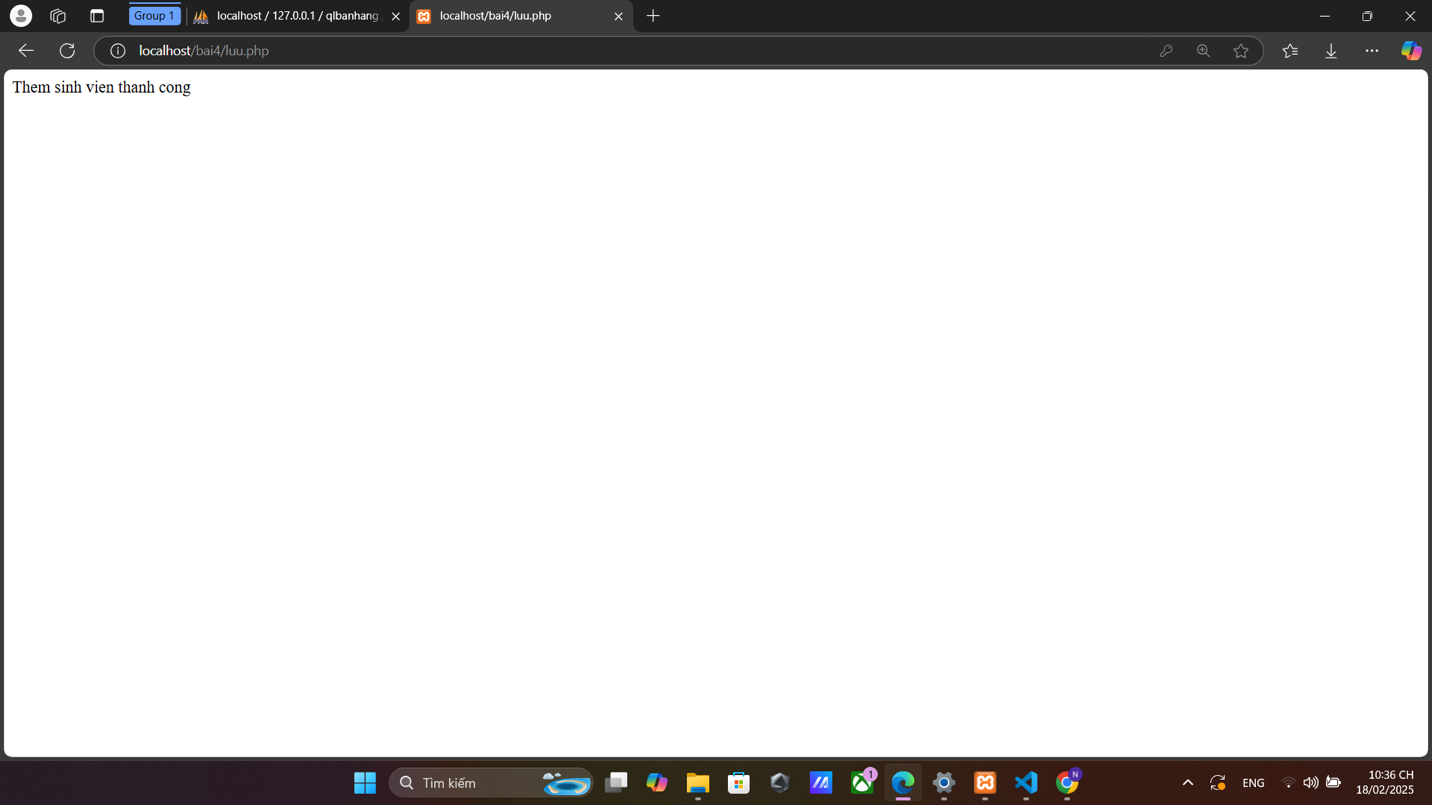 Group 1
localhost / 127.0.0.1 / qlbanhang
localhost/bai4/luu.php
localhost/bai4/luu.php
Them sinh vien thanh cong
Tìm kiếm
1
N
ENG
10:36 CH
18/02/2025